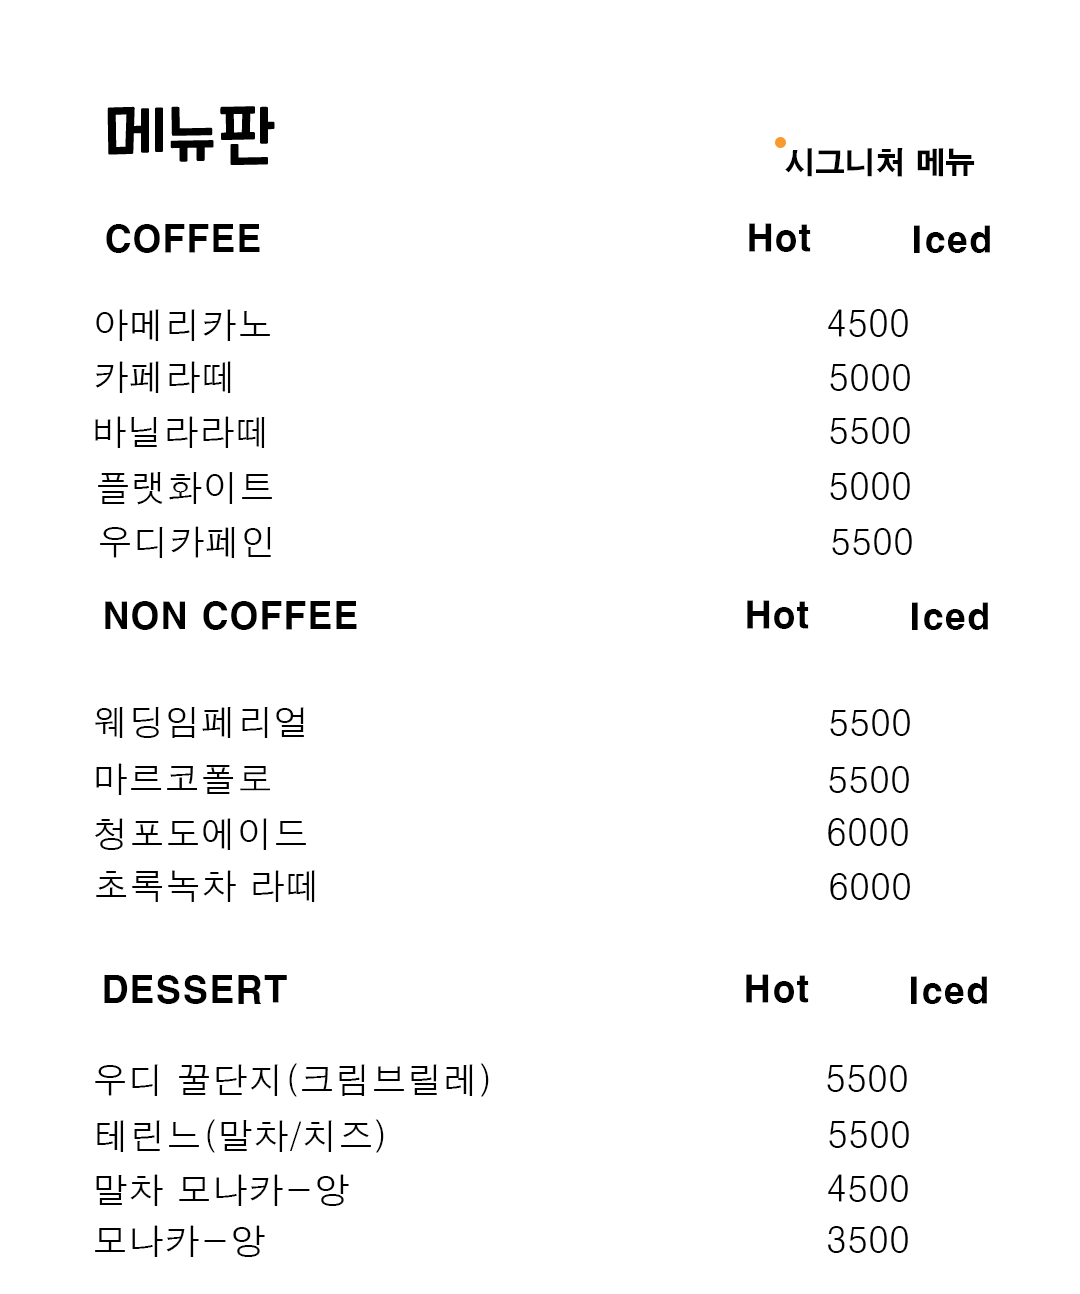 메뉴판
시그니처 메뉴
COFFEE Hot Iced
아메리카노 4500
카페라떼 5000
바닐라라떼 5500
플랫화이트 5000
우디카페인 5500
NON COFFEE Hot Iced
웨딩임페리얼 5500
마르코폴로 5500
청포도에이드 6000
초록녹차 라떼 6000
DESSERT Hot Iced
우디 꿀단지(크림브릴레) 5500
테린느(말차/치즈) 5500
말차 모나카-앙 4500
모나카-앙 3500